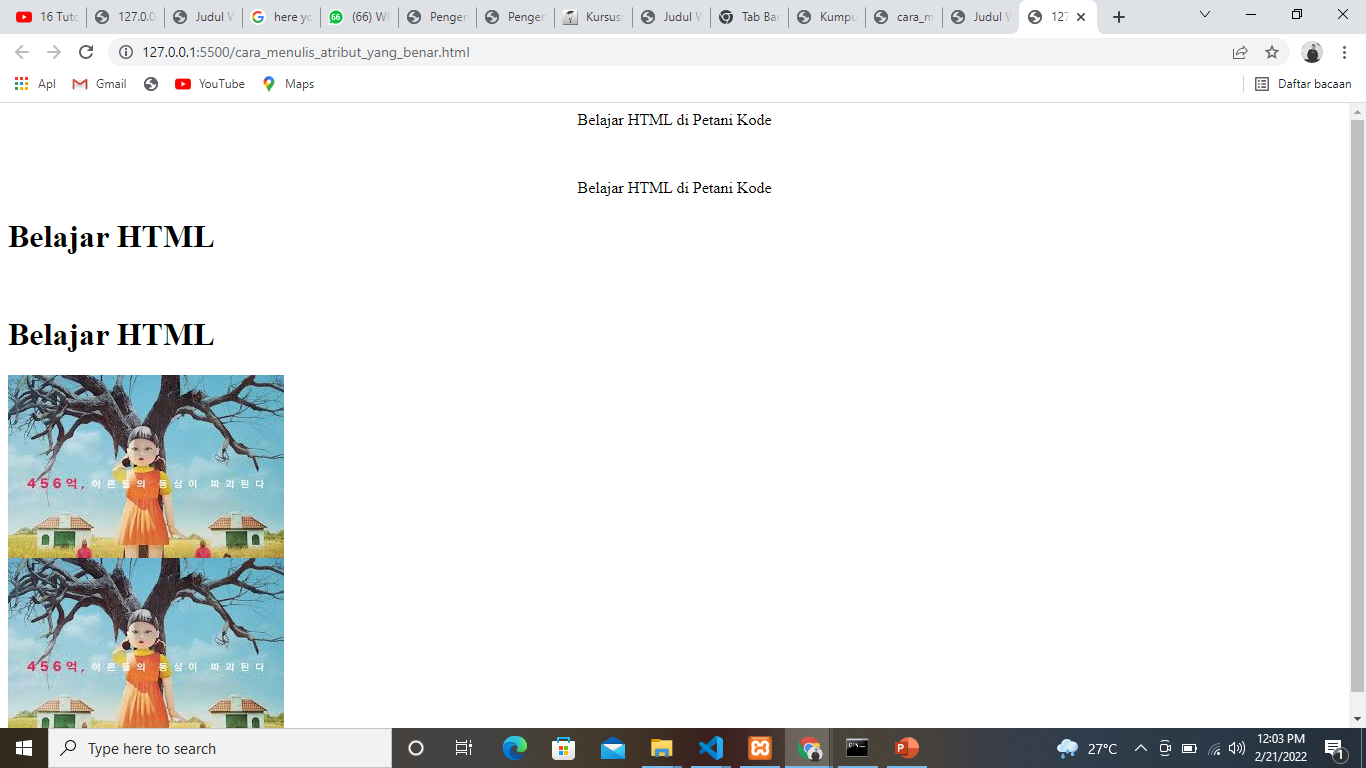 16 Tuto
127.0.0
Judul W
here yo
(66) Wh
Penger
Penger
Kursus:
Judul W
Tab Bar
Kumpu
cara_m
Judul W
127
127.0.0.1:5500/cara_menulis_atribut_yang_benar.html
Apl Gmail YouTube Maps Daftar bacaan
Belajar HTML di Petani Kode
Belajar HTML di Petani Kode
Belajar HTML
Belajar HTML
456억, 이른들의 동심이 파괴된다
456억, 이른들의 동심이 파괴된다
Type here to search
27°C
12:03 PM
2/21/2022
1